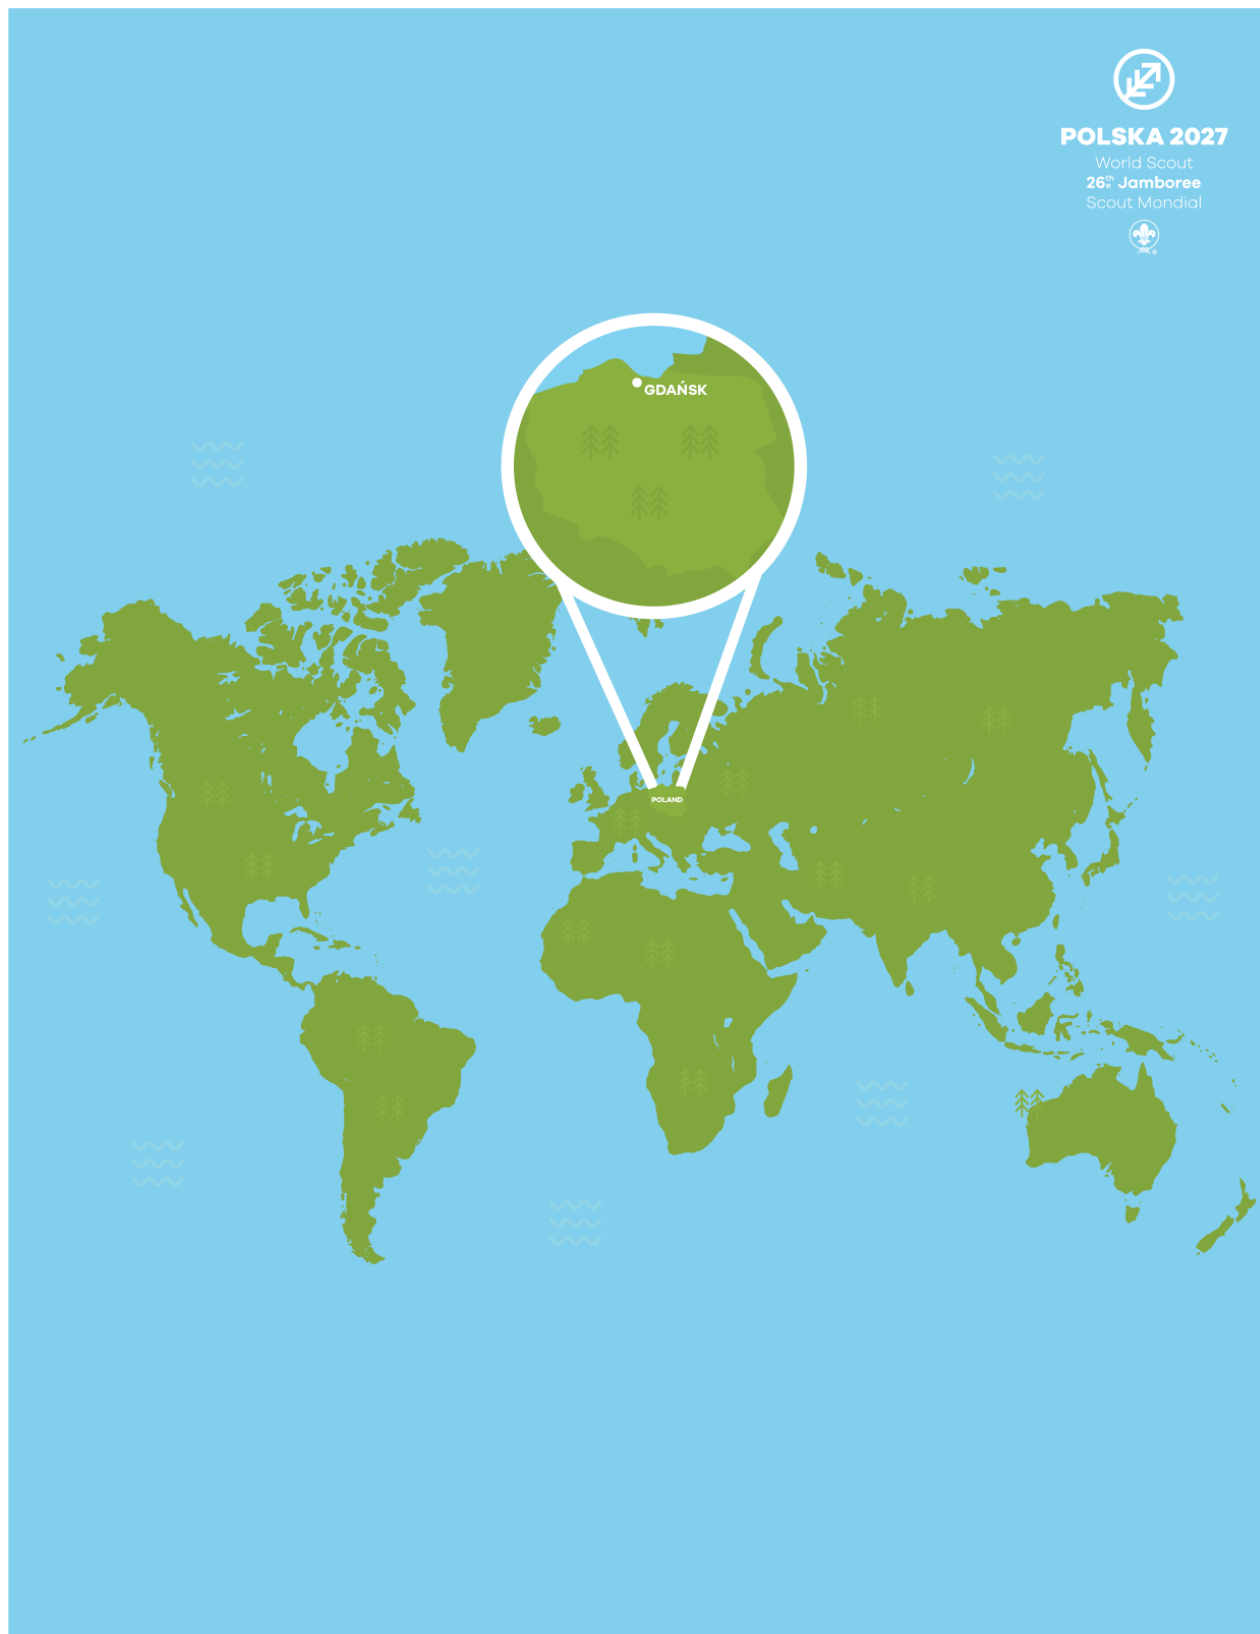 POLSKA 2027
World Scout
26th e Jamboree
Scout Mondial
GDAŃSK
POLAND